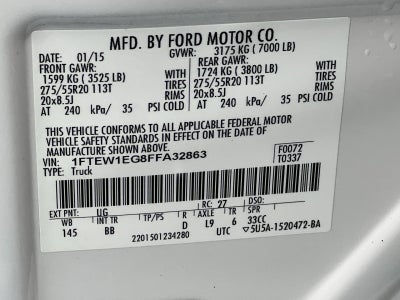 MFD. BY FORD MOTOR CO.
01/15 GVWR: 3175 KG ( 7000 LB)
FRONT GAWR: REAR GAWR:
1599 KG ( 3525 LB) WITH 1724 KG ( 3800 LB) WITH
275/55R20 113T TIRES 275/55R20 113T TIRES
20x8.5J RIMS 20x8.5J RIMS
AT 240 kPa/ 35 PSI COLD AT 240 kPa/ 35 PSI COLD
THIS VEHICLE CONFORMS TO ALL APPLICABLE FEDERAL MOTOR
VEHICLE SAFETY, BUMPER, AND THEFT PREVENTION STANDARDS IN EFFECT ON THE DATE OF
MANUFACTURE SHOWN ABOVE.
VIN: 1FTEW1EG8FFA32863 F0072
TYPE: Truck T0337
EXT PNT: UG RC: 27 DSO:
WB INT TR TP/PS R AXLE TR SPR
145 BB D L9 6 33CC
2201501234280 UTC ▽5U5A-1520472-BA